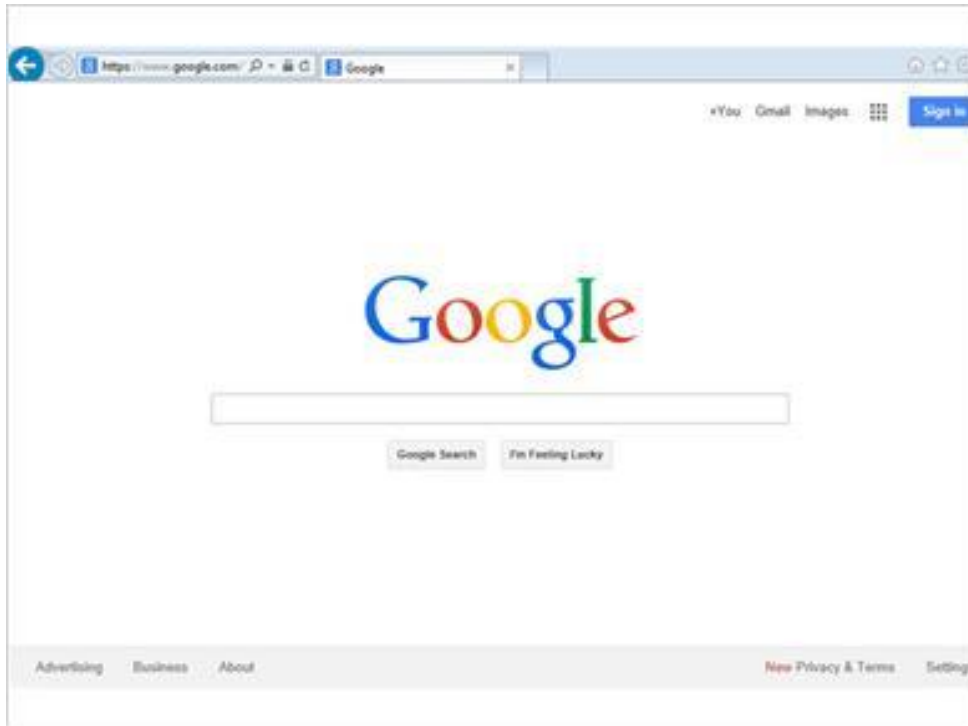 https://www.google.com/ Google
+You Gmail Images Sign in
Google
Google Search I'm Feeling Lucky
Advertising Business About New Privacy & Terms Setting